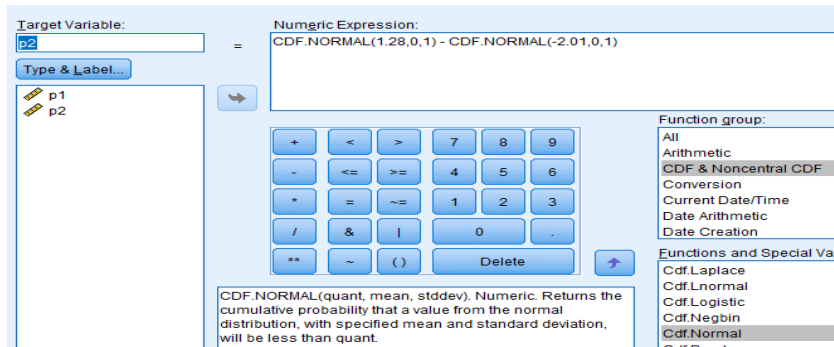 Target Variable:
p2
=
Type & Label...
p1
p2
Numeric Expression:
CDF.NORMAL(1.28,0,1) - CDF.NORMAL(-2.01,0,1)
+ < > 7 8 9
- <= >= 4 5 6
* = ~= 1 2 3
/ & | 0 .
** ~ ( ) Delete
CDF.NORMAL(quant, mean, stddev). Numeric. Returns the
cumulative probability that a value from the normal
distribution, with specified mean and standard deviation,
will be less than quant.
Function group:
All
Arithmetic
CDF & Noncentral CDF
Conversion
Current Date/Time
Date Arithmetic
Date Creation
Functions and Special Va
Cdf.Laplace
Cdf.Lnormal
Cdf.Logistic
Cdf.Negbin
Cdf.Normal